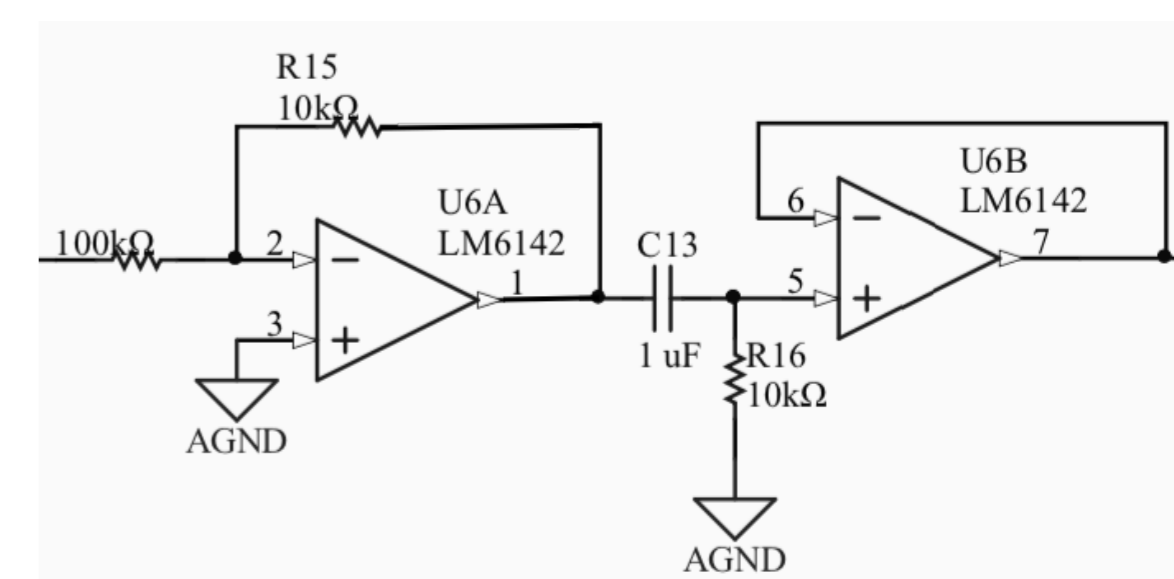 R15
10kΩ
100kΩ
2
3
AGND
U6A
LM6142
1
C13
1 uF
R16
10kΩ
AGND
6
5
U6B
LM6142
7